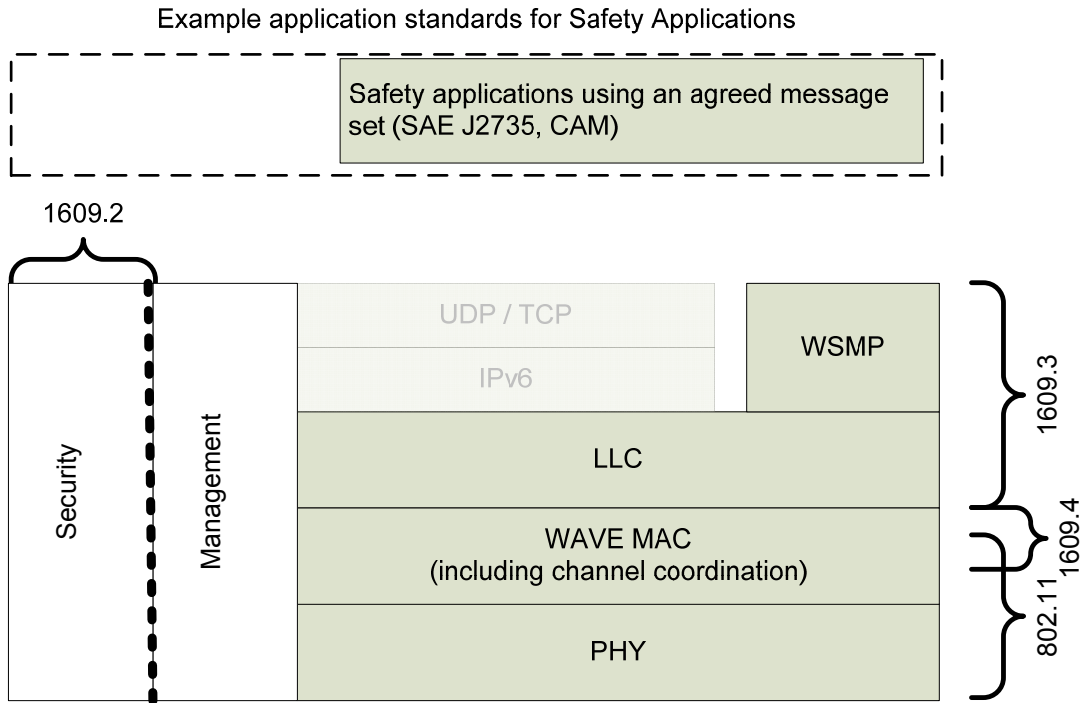 Example application standards for Safety Applications
Safety applications using an agreed message
set (SAE J2735, CAM)
1609.2
Security
Management
UDP / TCP
IPv6
WSMP
LLC
WAVE MAC
(including channel coordination)
PHY
1609.3
1609.4
802.11